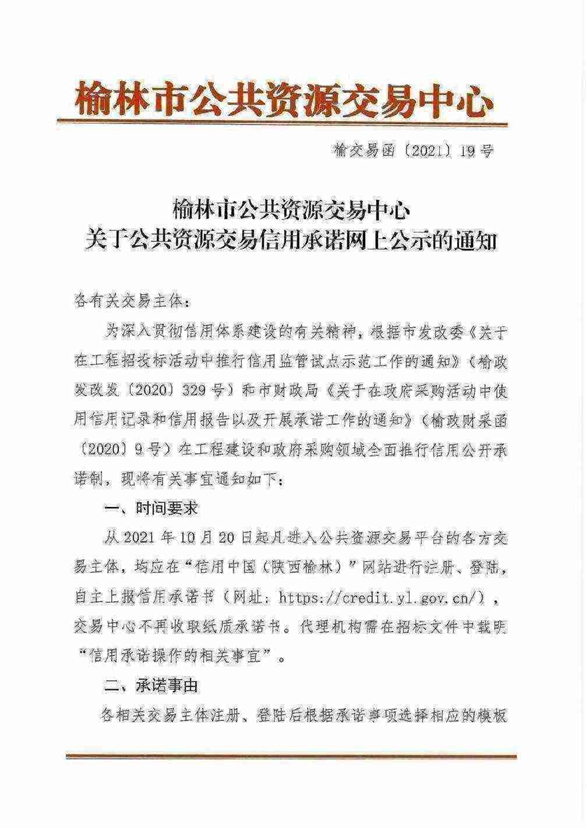 榆林市公共资源交易中心
榆交易函〔2021〕19号
榆林市公共资源交易中心
关于公共资源交易信用承诺网上公示的通知
各有关交易主体：
为深入贯彻信用体系建设的有关精神，根据市发改委《关于
在工程招投标活动中推行信用监管试点示范工作的通知》（榆政
发改发〔2020〕329号）和市财政局《关于在政府采购活动中使
用信用记录和信用报告以及开展承诺工作的通知》（榆政财采函
〔2020〕9号）在工程建设和政府采购领域全面推行信用公开承
诺制，现将有关事宜通知如下：
一、时间要求
从2021年10月20日起凡进入公共资源交易平台的各方交
易主体，均应在“信用中国（陕西榆林）”网站进行注册、登陆，
自主上报信用承诺书（网址：https://credit.yl.gov.cn/），
交易中心不再收取纸质承诺书。代理机构需在招标文件中载明
“信用承诺操作的相关事宜”。
二、承诺事由
各相关交易主体注册、登陆后根据承诺事项选择相应的模板